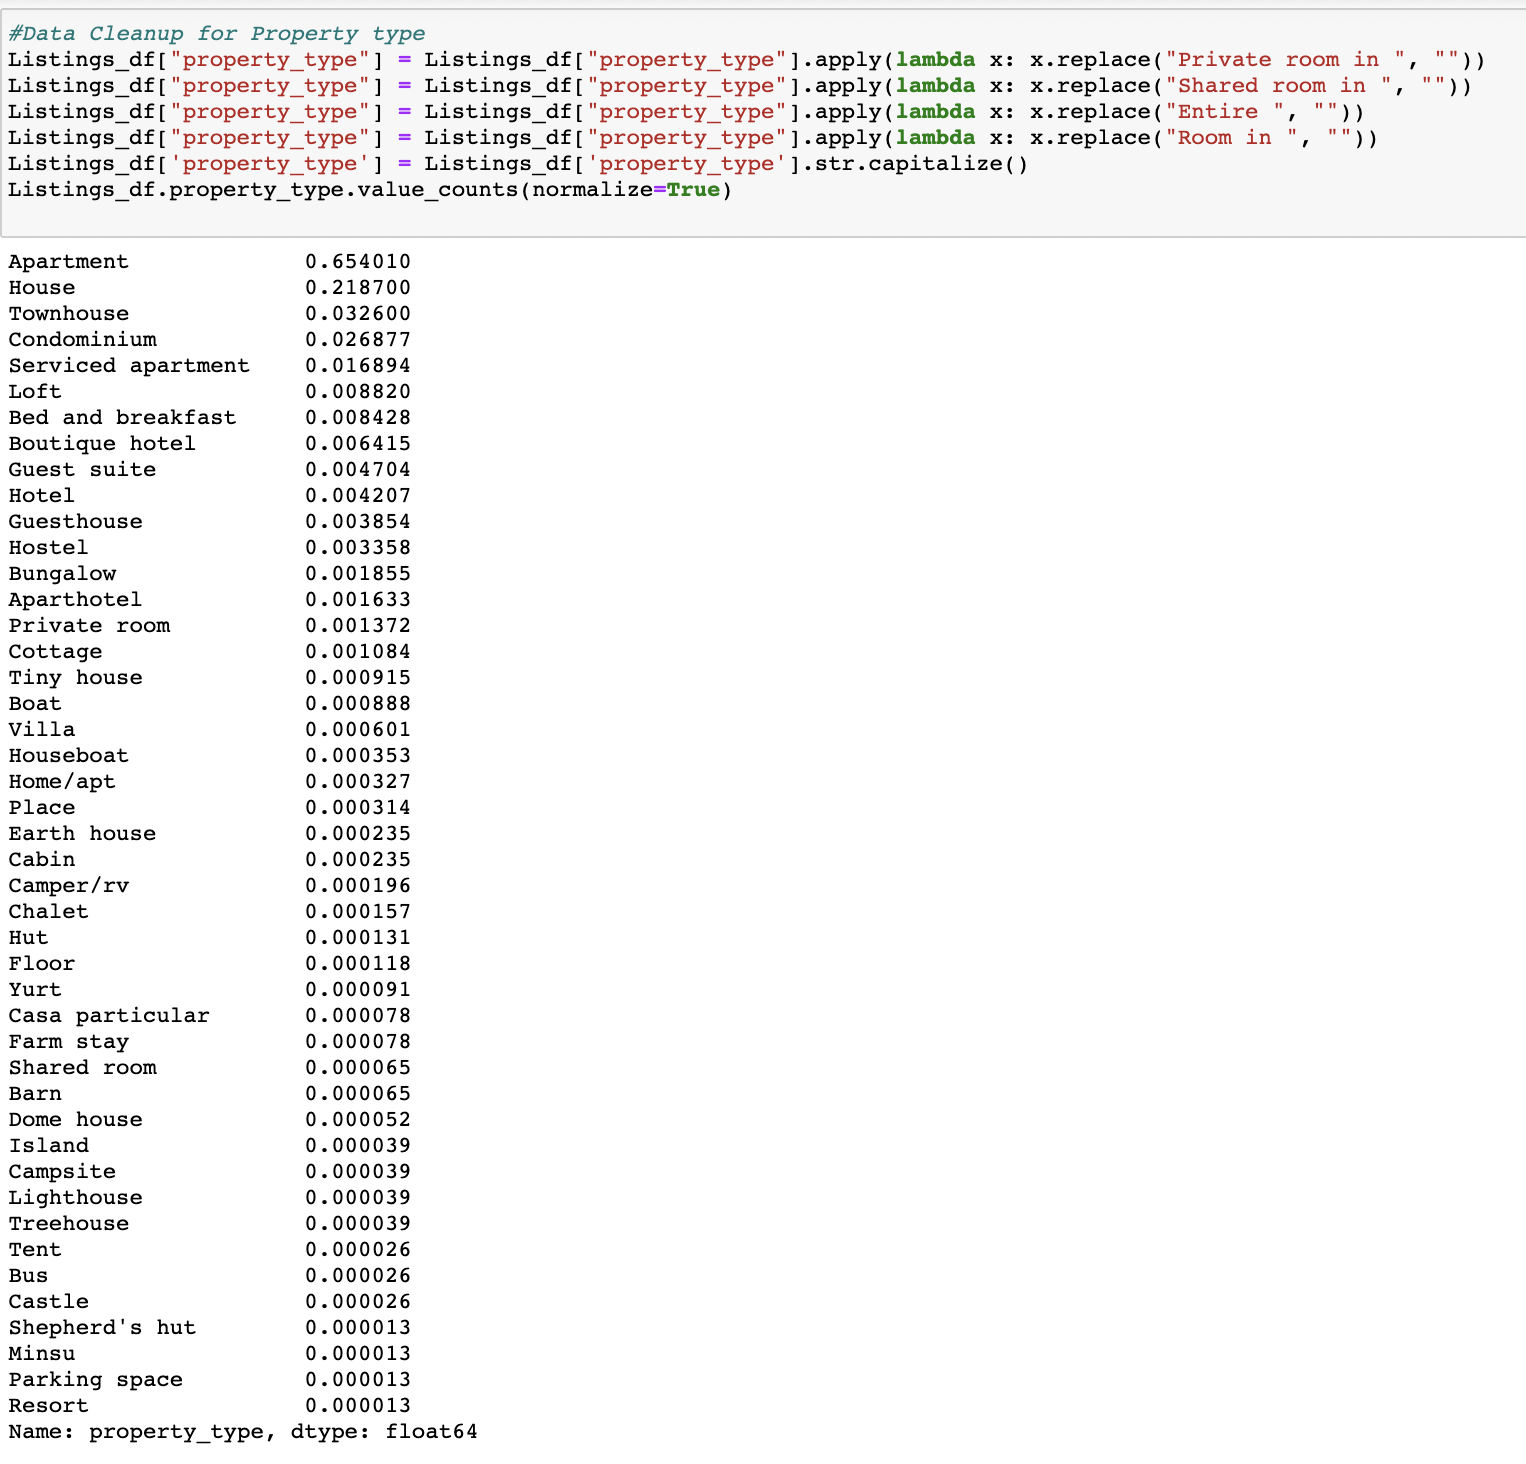 #Data Cleanup for Property type
Listings_df["property_type"] = Listings_df["property_type"].apply(lambda x: x.replace("Private room in ", ""))
Listings_df["property_type"] = Listings_df["property_type"].apply(lambda x: x.replace("Shared room in ", ""))
Listings_df["property_type"] = Listings_df["property_type"].apply(lambda x: x.replace("Entire ", ""))
Listings_df["property_type"] = Listings_df["property_type"].apply(lambda x: x.replace("Room in ", ""))
Listings_df['property_type'] = Listings_df['property_type'].str.capitalize()
Listings_df.property_type.value_counts(normalize=True)
Apartment 0.654010
House 0.218700
Townhouse 0.032600
Condominium 0.026877
Serviced apartment 0.016894
Loft 0.008820
Bed and breakfast 0.008428
Boutique hotel 0.006415
Guest suite 0.004704
Hotel 0.004207
Guesthouse 0.003854
Hostel 0.003358
Bungalow 0.001855
Aparthotel 0.001633
Private room 0.001372
Cottage 0.001084
Tiny house 0.000915
Boat 0.000888
Villa 0.000601
Houseboat 0.000353
Home/apt 0.000327
Place 0.000314
Earth house 0.000235
Cabin 0.000235
Camper/rv 0.000196
Chalet 0.000157
Hut 0.000131
Floor 0.000118
Yurt 0.000091
Casa particular 0.000078
Farm stay 0.000078
Shared room 0.000065
Barn 0.000065
Dome house 0.000052
Island 0.000039
Campsite 0.000039
Lighthouse 0.000039
Treehouse 0.000039
Tent 0.000026
Bus 0.000026
Castle 0.000026
Shepherd's hut 0.000013
Minsu 0.000013
Parking space 0.000013
Resort 0.000013
Name: property_type, dtype: float64